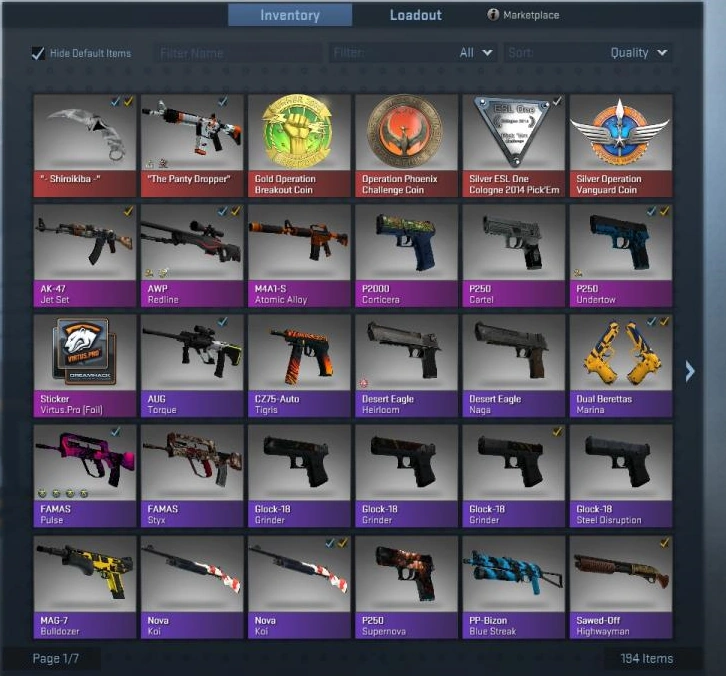 Inventory
Loadout
Marketplace
Hide Default Items
Filter Name
Filter:
All
Sort:
Quality
"- Shiroikiba -"
"The Panty Dropper"
Gold Operation
Breakout Coin
Operation Phoenix
Challenge Coin
ESL One
Silver ESL One
Cologne 2014 Pick'Em
Silver Operation
Vanguard Coin
AK-47
Jet Set
AWP
Redline
M4A1-S
Atomic Alloy
P2000
Corticera
P250
Cartel
P250
Undertow
VIRTUS.PRO
DREAMHACK
Sticker
Virtus.Pro (Foil)
AUG
Torque
CZ75-Auto
Tigris
Desert Eagle
Heirloom
Desert Eagle
Naga
Dual Berettas
Marina
FAMAS
Pulse
FAMAS
Styx
Glock-18
Grinder
Glock-18
Grinder
Glock-18
Grinder
Glock-18
Steel Disruption
MAG-7
Bulldozer
Nova
Koi
Nova
Koi
P250
Supernova
PP-Bizon
Blue Streak
Sawed-Off
Highwayman
Page 1/7
194 Items